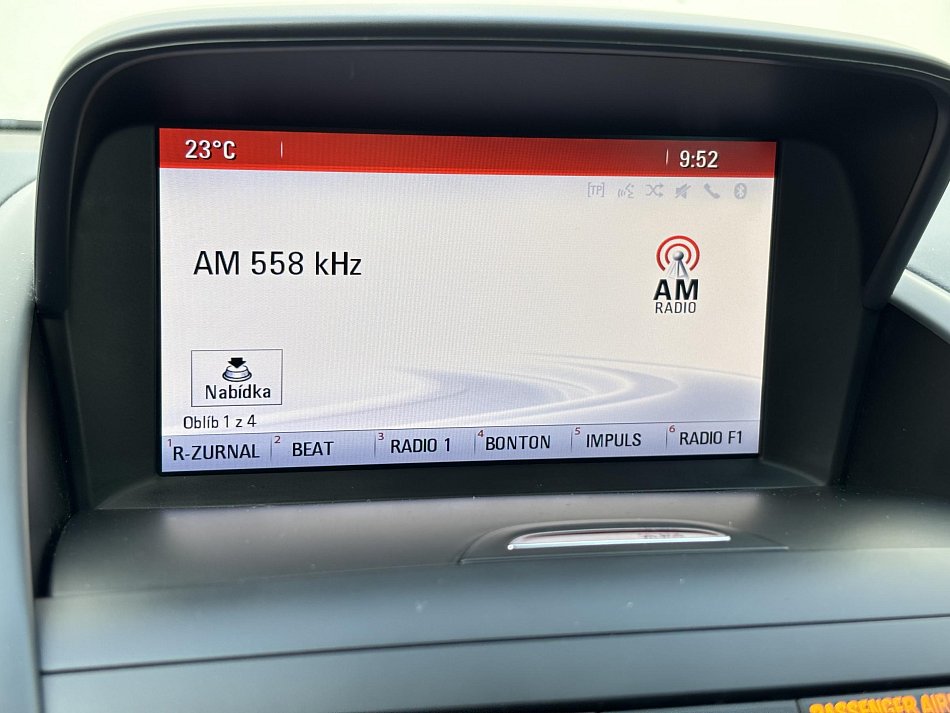 23°C 9:52
[TP]
AM 558 kHz
AM
RADIO
Nabídka
Oblíb 1 z 4
1 R-ZURNAL 2 BEAT 3 RADIO 1 4 BONTON 5 IMPULS 6 RADIO F1
PASSENGER